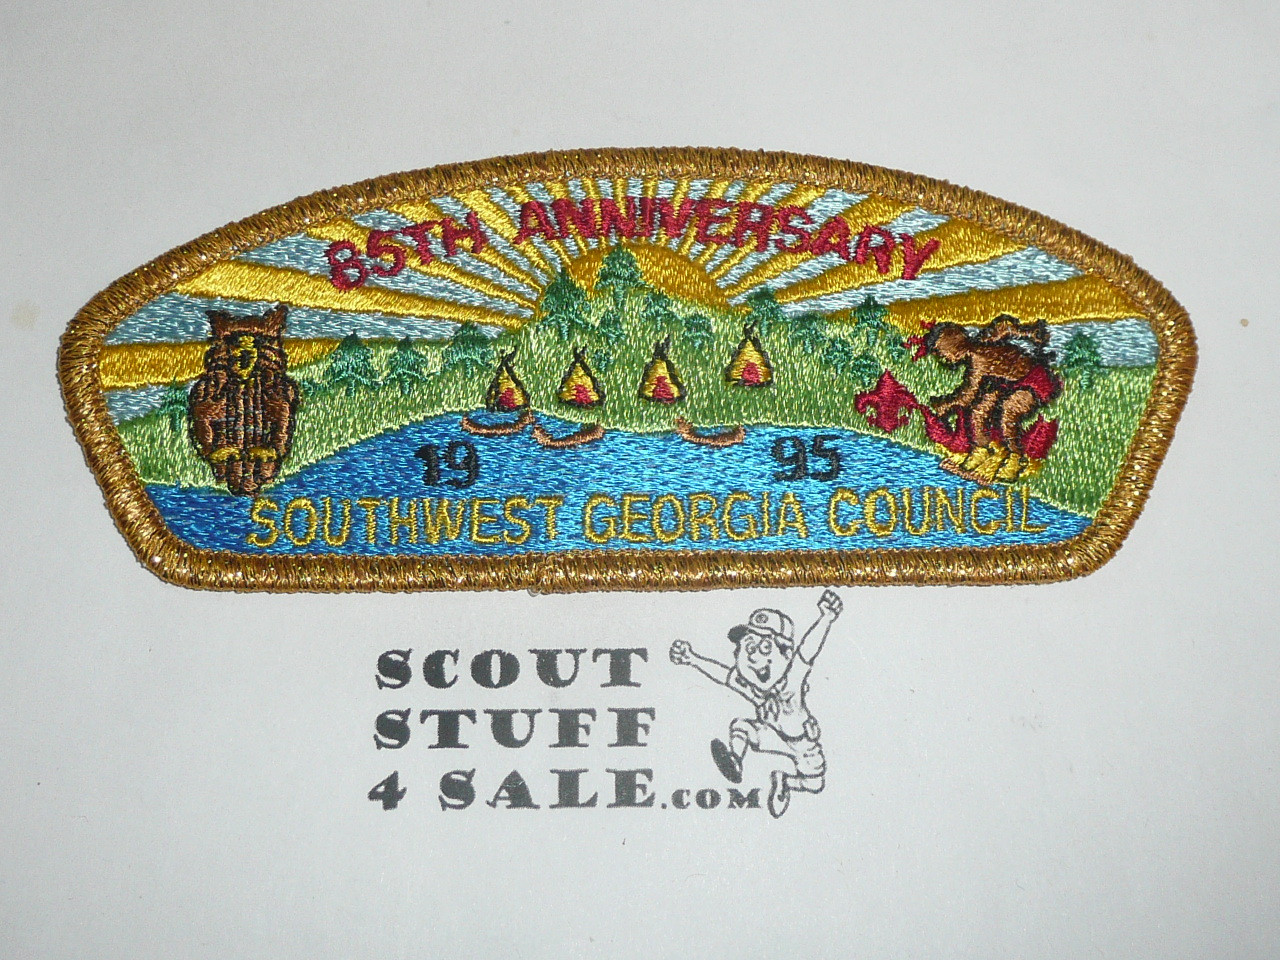 85TH ANNIVERSARY
19 95
SOUTHWEST GEORGIA COUNCIL
SCOUT
STUFF
4 SALE.COM